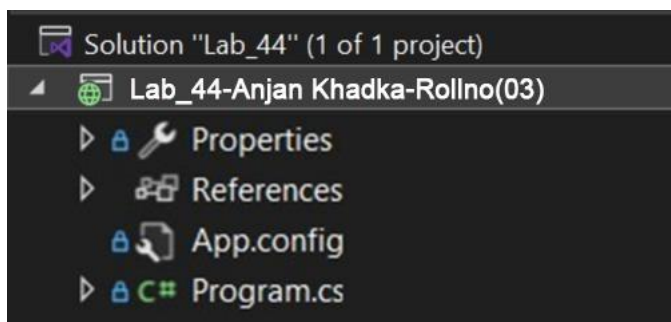 Solution "Lab_44" (1 of 1 project)
Lab_44-Anjan Khadka-Rollno(03)
Properties
References
App.config
C# Program.cs